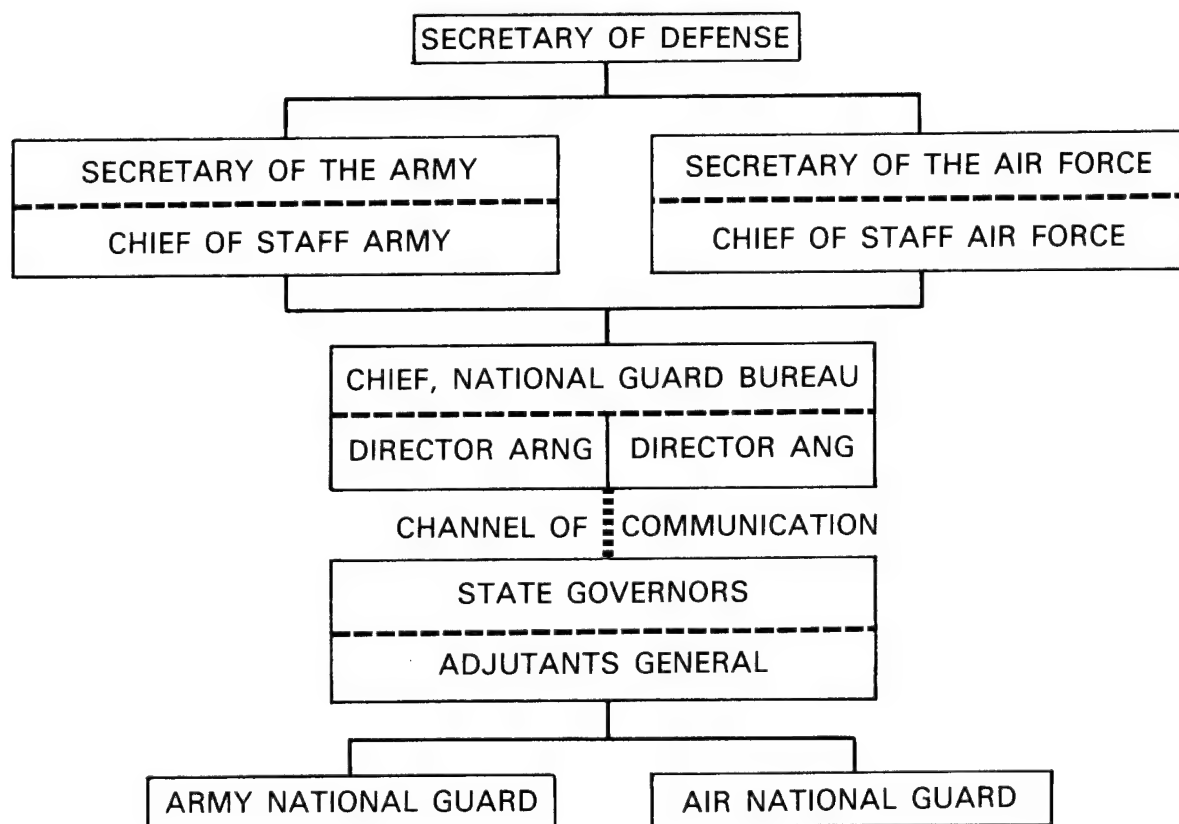 SECRETARY OF DEFENSE
SECRETARY OF THE ARMY
CHIEF OF STAFF ARMY
SECRETARY OF THE AIR FORCE
CHIEF OF STAFF AIR FORCE
CHIEF, NATIONAL GUARD BUREAU
DIRECTOR ARNG
DIRECTOR ANG
CHANNEL OF COMMUNICATION
STATE GOVERNORS
ADJUTANTS GENERAL
ARMY NATIONAL GUARD
AIR NATIONAL GUARD